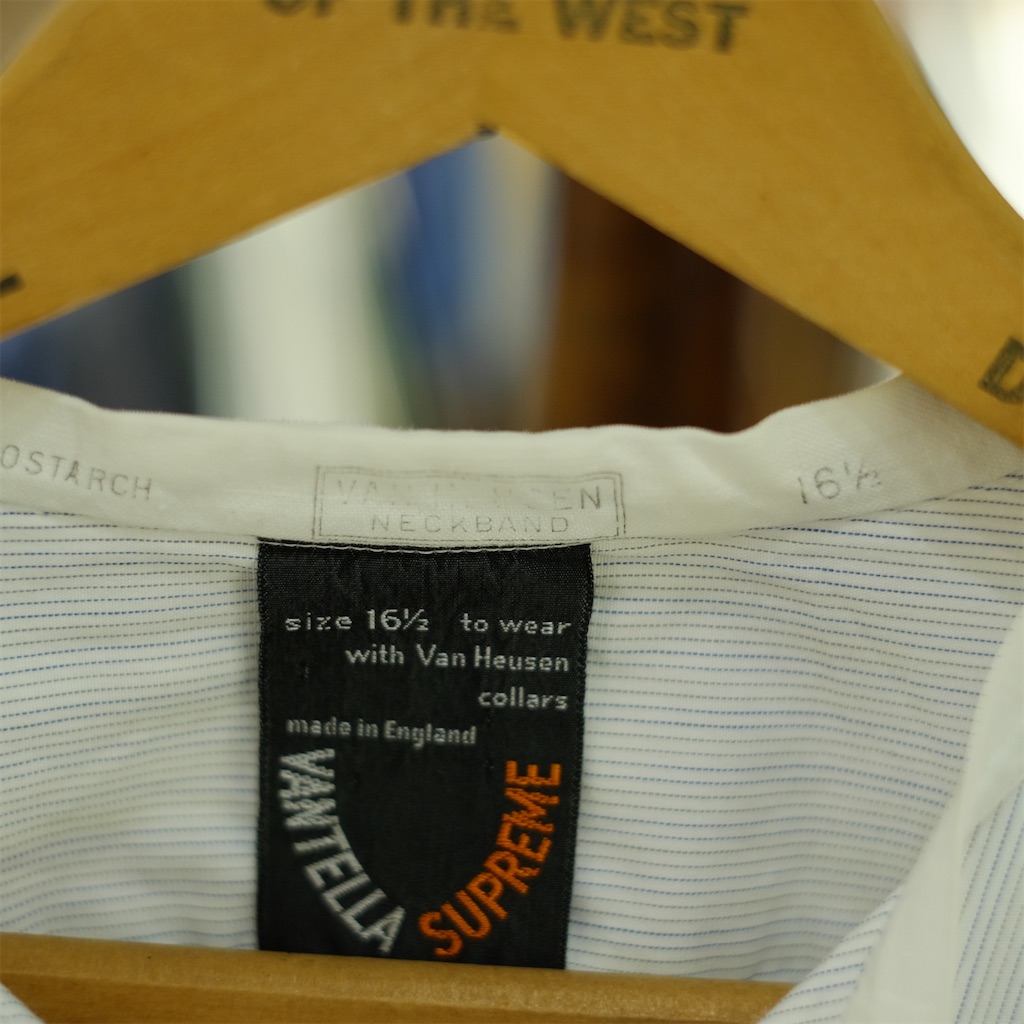 OF THE WEST
D
OSTARCH
NECKBAND
16½
size 16½ to wear
with Van Heusen
collars
made in England
VANTELLA
SUPREME